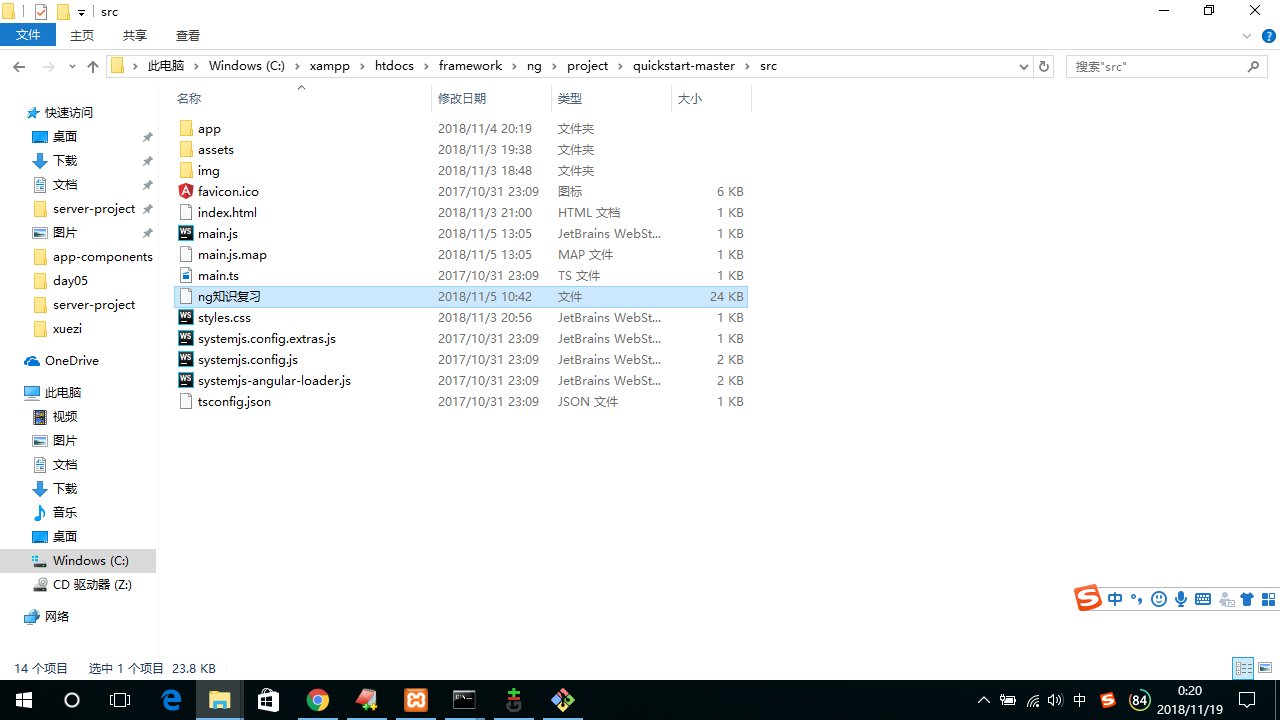 src
文件 主页 共享 查看
此电脑 Windows (C:) xampp htdocs framework ng project quickstart-master src 搜索"src"
名称 修改日期 类型 大小
快速访问
桌面
下载
文档
server-project
图片
app-components
day05
server-project
xuezi
OneDrive
此电脑
视频
图片
文档
下载
音乐
桌面
Windows (C:)
CD 驱动器 (Z:)
网络
app 2018/11/4 20:19 文件夹
assets 2018/11/3 19:38 文件夹
img 2018/11/3 18:48 文件夹
favicon.ico 2017/10/31 23:09 图标 6 KB
index.html 2018/11/3 21:00 HTML 文档 1 KB
main.js 2018/11/5 13:05 JetBrains WebSt... 1 KB
main.js.map 2018/11/5 13:05 MAP 文件 1 KB
main.ts 2017/10/31 23:09 TS 文件 1 KB
ng知识复习 2018/11/5 10:42 文件 24 KB
styles.css 2018/11/3 20:56 JetBrains WebSt... 1 KB
systemjs.config.extras.js 2017/10/31 23:09 JetBrains WebSt... 1 KB
systemjs.config.js 2017/10/31 23:09 JetBrains WebSt... 2 KB
systemjs-angular-loader.js 2017/10/31 23:09 JetBrains WebSt... 2 KB
tsconfig.json 2017/10/31 23:09 JSON 文件 1 KB
中
14 个项目 选中 1 个项目 23.8 KB
中 84 0:20
2018/11/19